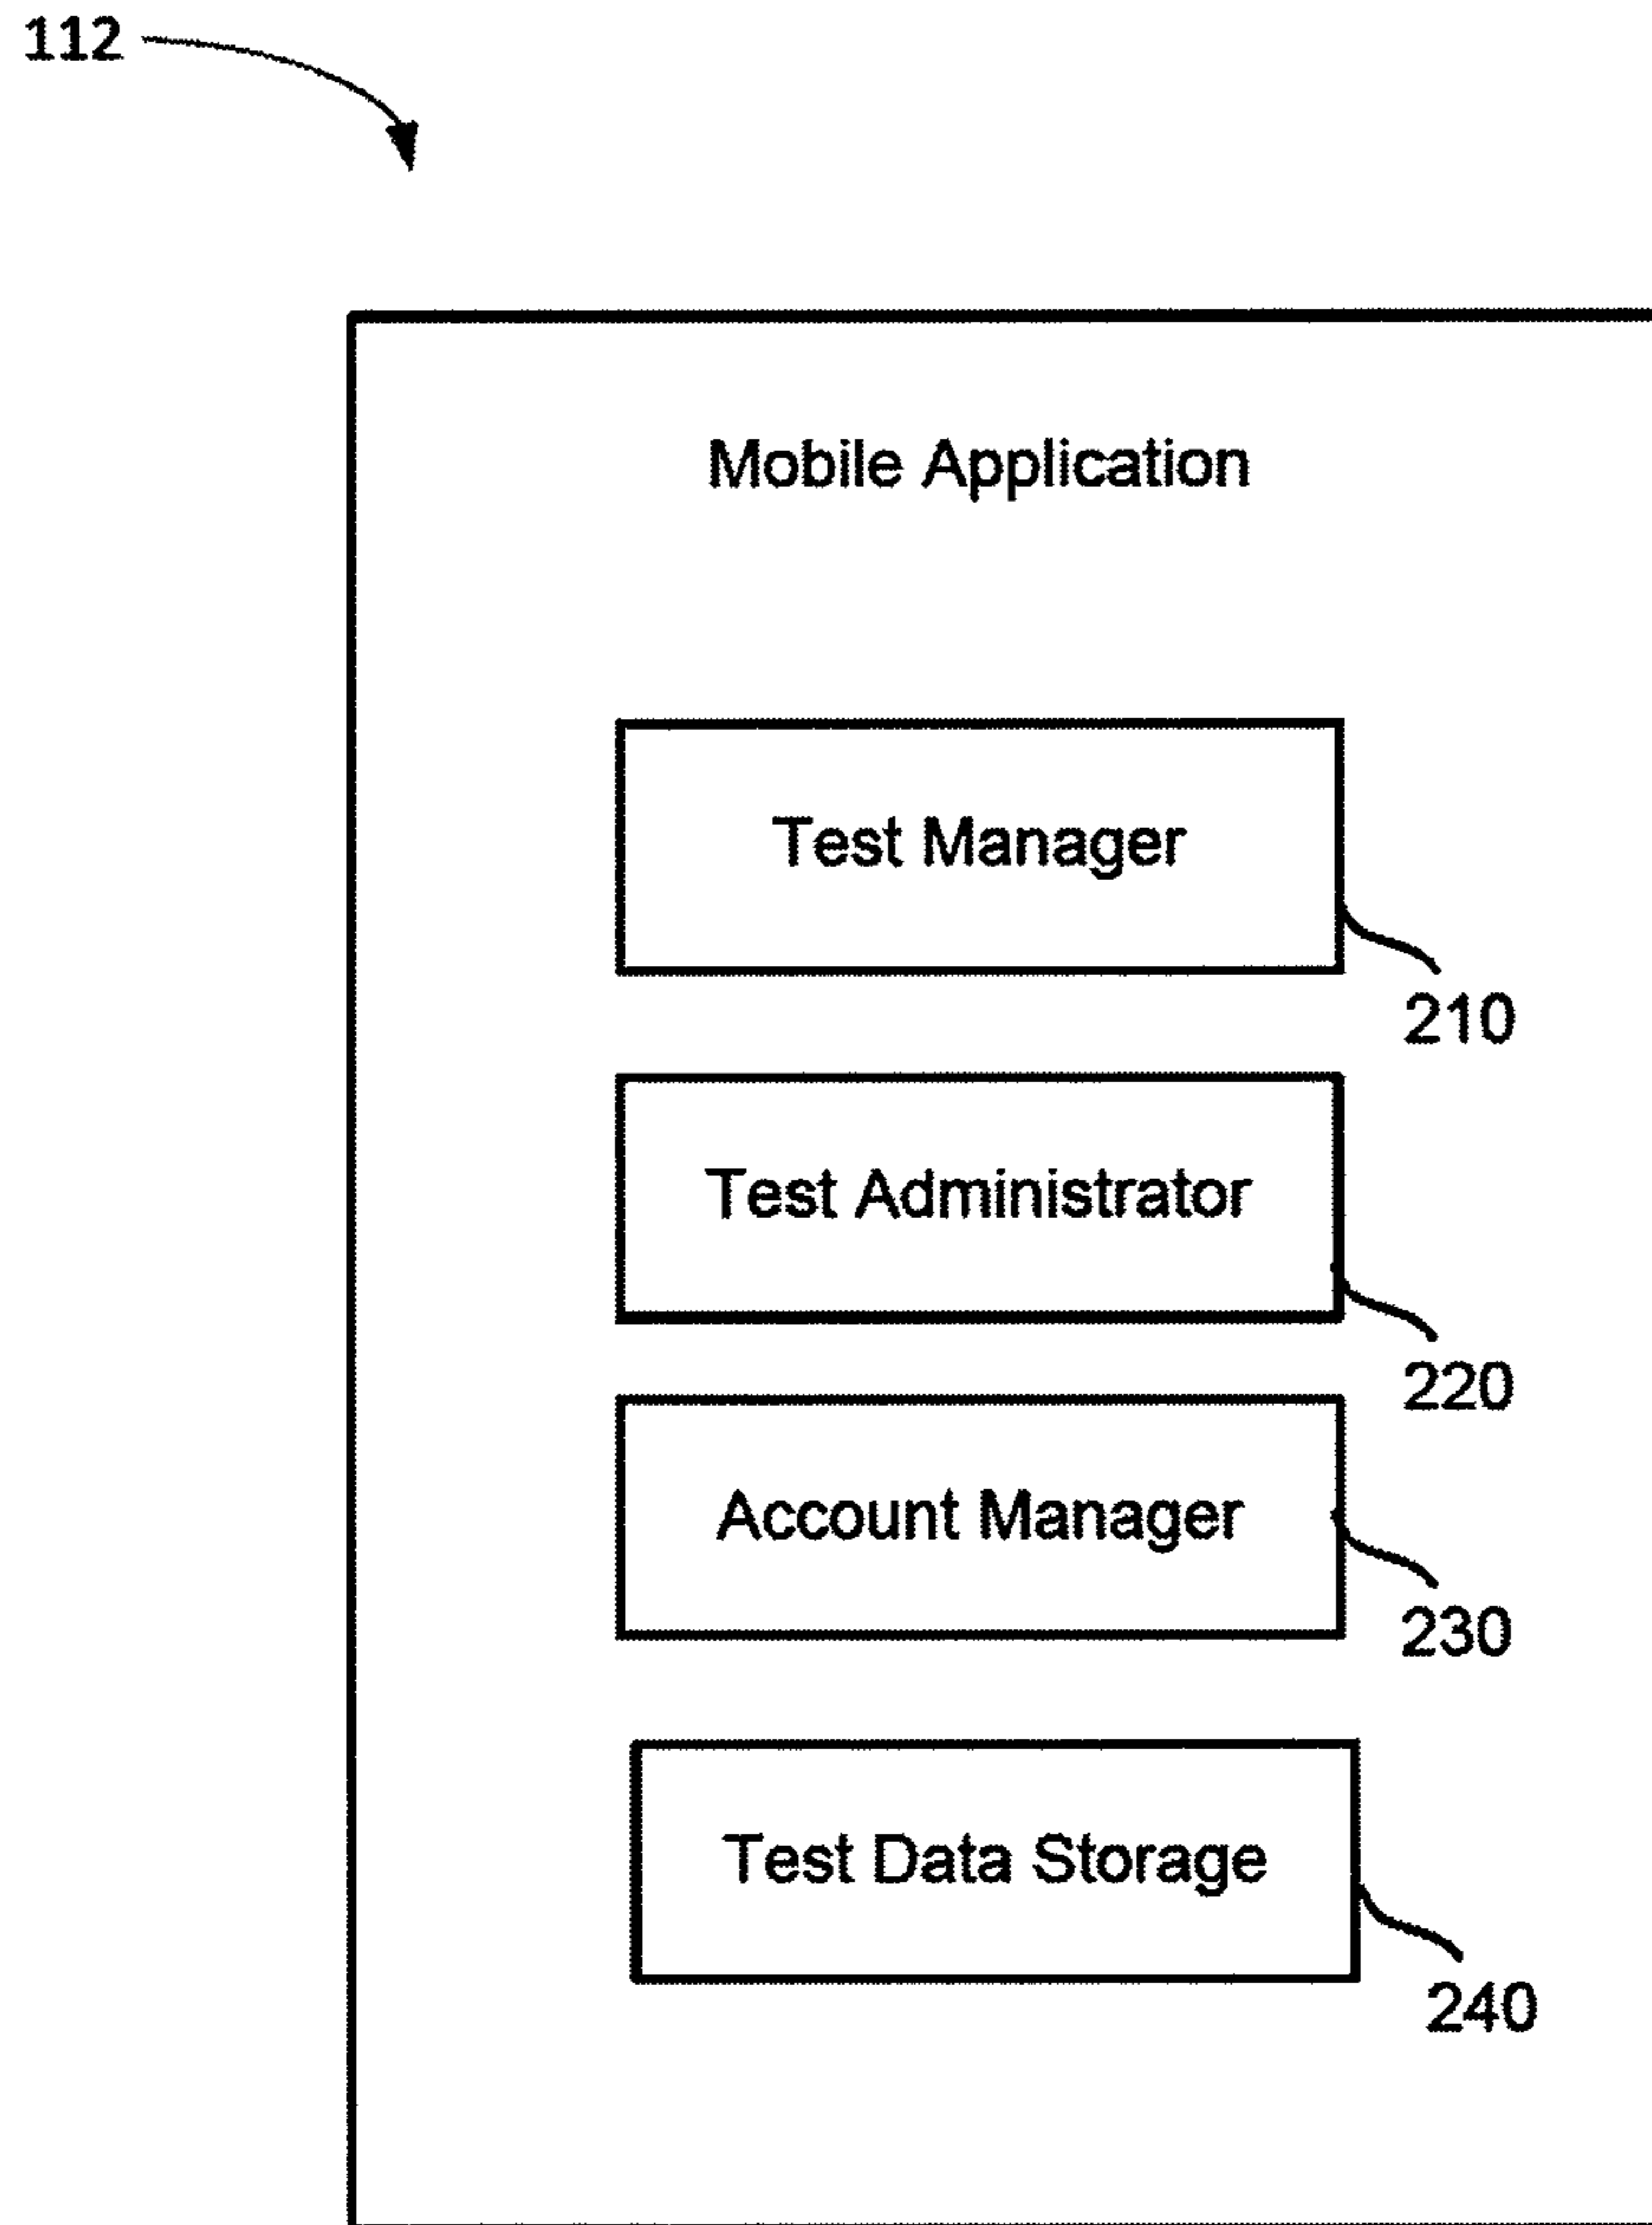 112
Mobile Application
Test Manager
210
Test Administrator
220
Account Manager
230
Test Data Storage
240